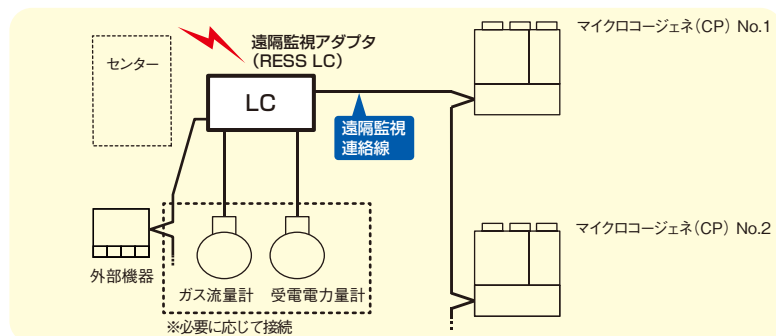 マイクロコージェネ(CP) No.1
遠隔監視アダプタ
(RESS LC)
センター
LC
遠隔監視
連絡線
マイクロコージェネ(CP) No.2
外部機器
ガス流量計
受電電力量計
※必要に応じて接続